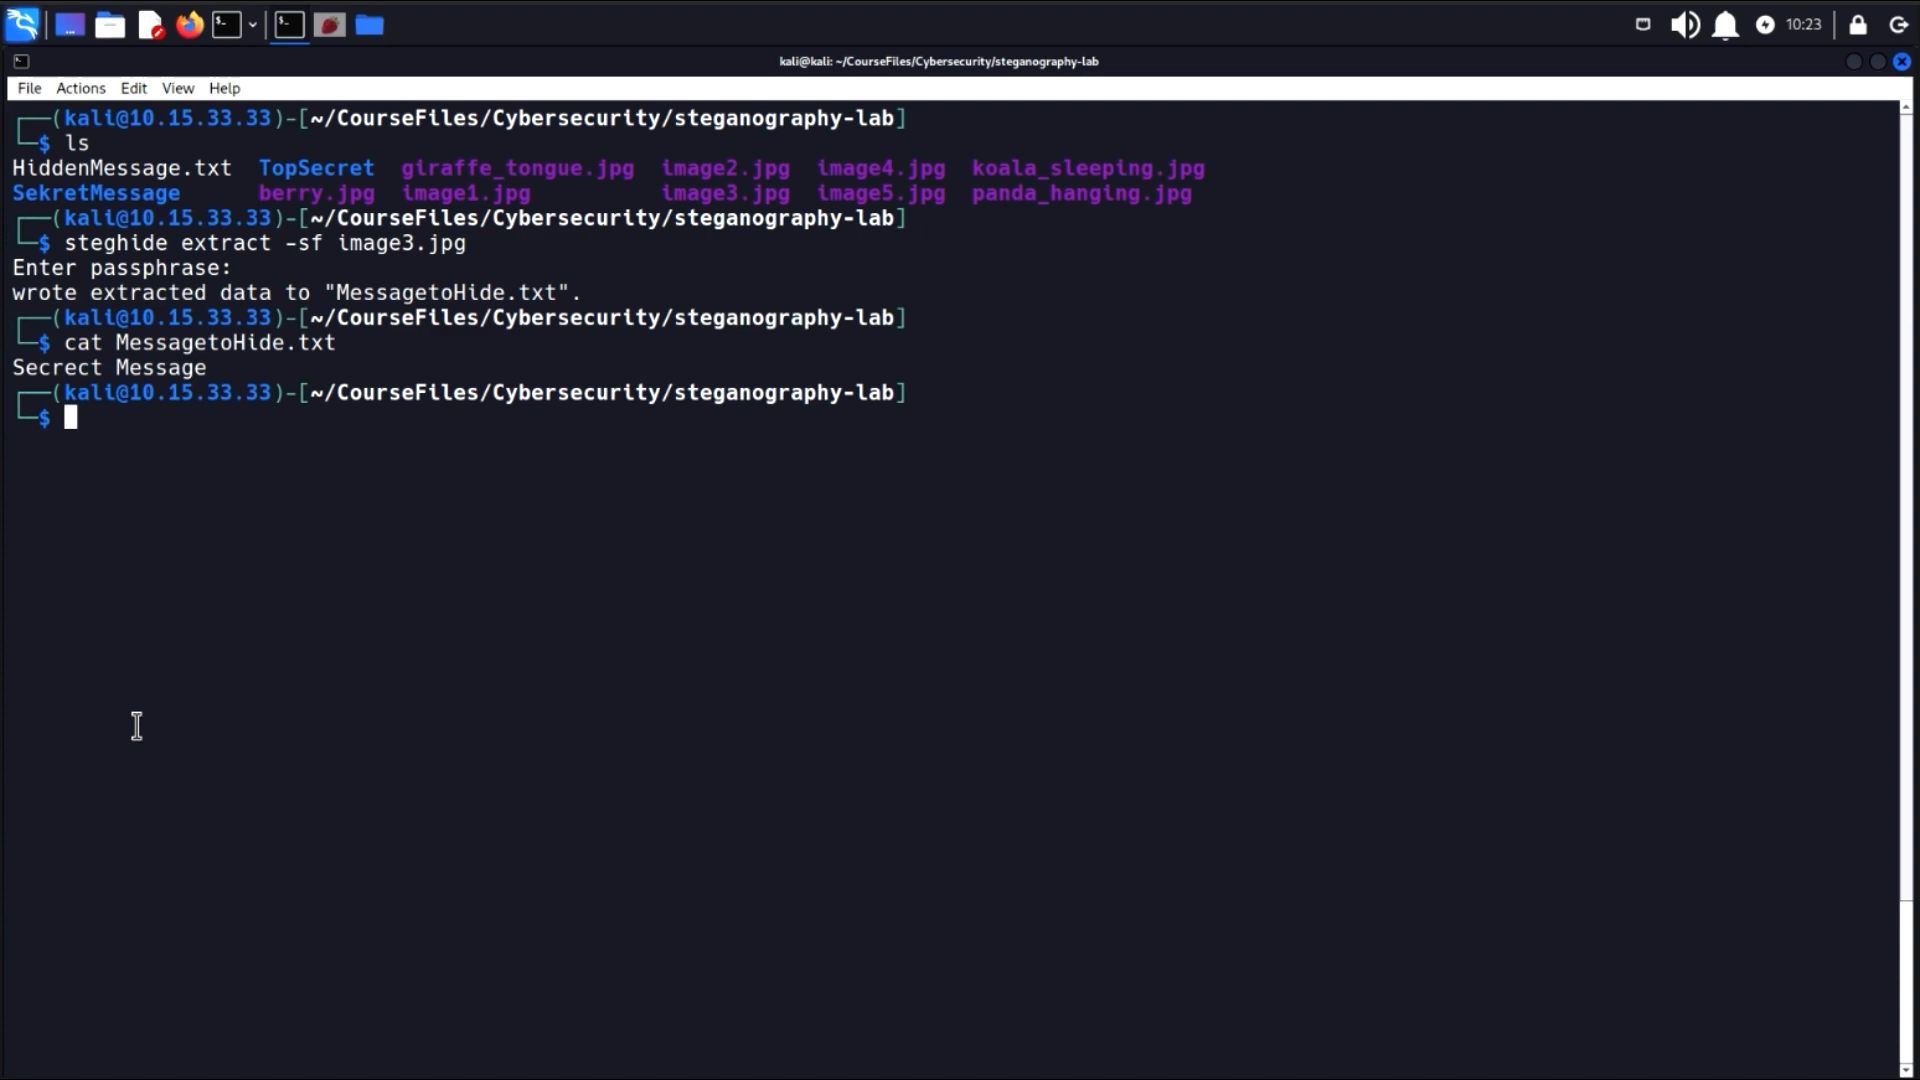 10:23
kali@kali: ~/CourseFiles/Cybersecurity/steganography-lab
File Actions Edit View Help
┌──(kali@10.15.33.33)-[~/CourseFiles/Cybersecurity/steganography-lab]
└─$ ls
HiddenMessage.txt TopSecret giraffe_tongue.jpg image2.jpg image4.jpg koala_sleeping.jpg
SekretMessage berry.jpg image1.jpg image3.jpg image5.jpg panda_hanging.jpg
┌──(kali@10.15.33.33)-[~/CourseFiles/Cybersecurity/steganography-lab]
└─$ steghide extract -sf image3.jpg
Enter passphrase:
wrote extracted data to "MessagetoHide.txt".
┌──(kali@10.15.33.33)-[~/CourseFiles/Cybersecurity/steganography-lab]
└─$ cat MessagetoHide.txt
Secrect Message
┌──(kali@10.15.33.33)-[~/CourseFiles/Cybersecurity/steganography-lab]
└─$